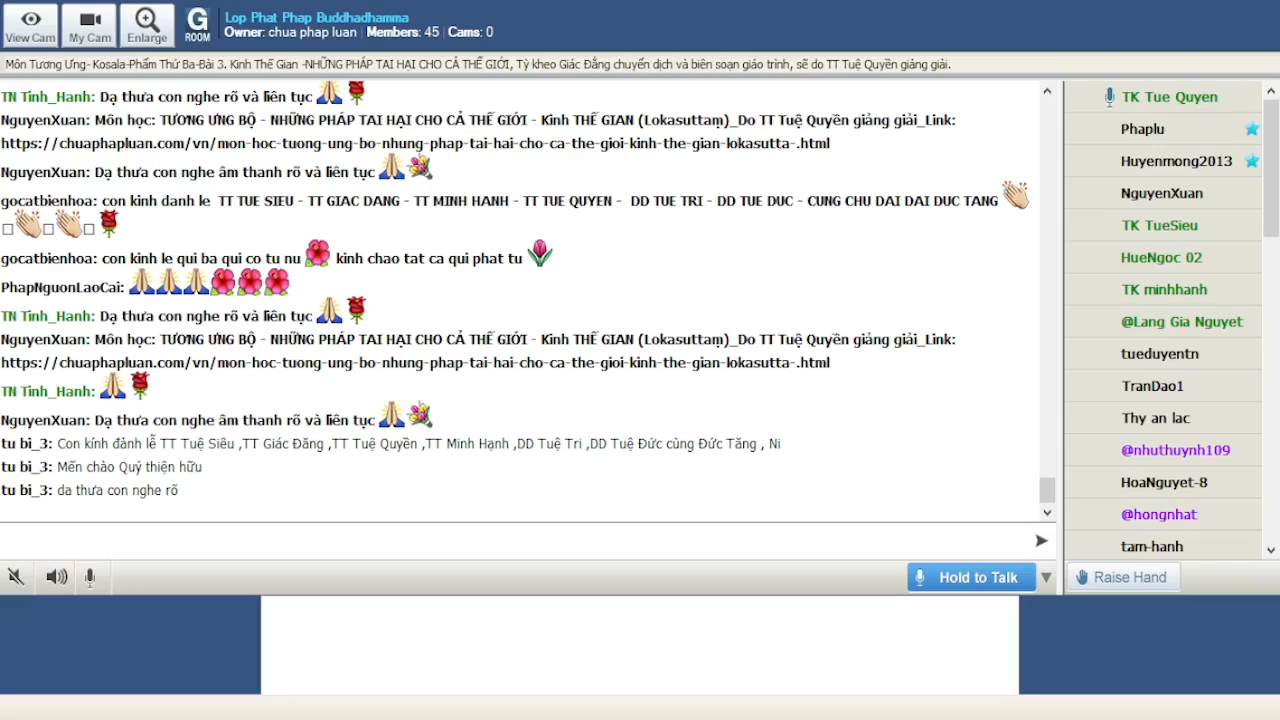 View Cam
My Cam
Enlarge
G ROOM
Lop Phat Phap Buddhadhamma
Owner: chua phap luan | Members: 45 | Cams: 0
Môn Tương Ưng- Kosala-Phẩm Thứ Ba-Bài 3. Kinh Thế Gian -NHỮNG PHÁP TAI HẠI CHO CẢ THẾ GIỚI, Tỳ kheo Giác Đẳng chuyển dịch và biên soạn giáo trình, sẽ do TT Tuệ Quyền giảng giải.
TN Tinh_Hanh: Dạ thưa con nghe rõ và liên tục
NguyenXuan: Môn học: TƯƠNG ƯNG BỘ - NHỮNG PHÁP TAI HẠI CHO CẢ THẾ GIỚI - Kinh THẾ GIAN (Lokasuttaṃ)_Do TT Tuệ Quyền giảng giải_Link:
https://chuaphapluan.com/vn/mon-hoc-tuong-ung-bo-nhung-phap-tai-hai-cho-ca-the-gioi-kinh-the-gian-lokasutta-.html
NguyenXuan: Dạ thưa con nghe âm thanh rõ và liên tục
gocatbienhoa: con kinh danh le TT TUE SIEU - TT GIAC DANG - TT MINH HANH - TT TUE QUYEN - DD TUE TRI - DD TUE DUC - CUNG CHU DAI DAI DUC TANG
gocatbienhoa: con kinh le qui ba qui co tu nu kinh chao tat ca qui phat tu
PhapNguonLaoCai:
TN Tinh_Hanh: Dạ thưa con nghe rõ và liên tục
NguyenXuan: Môn học: TƯƠNG ƯNG BỘ - NHỮNG PHÁP TAI HẠI CHO CẢ THẾ GIỚI - Kinh THẾ GIAN (Lokasuttaṃ)_Do TT Tuệ Quyền giảng giải_Link:
https://chuaphapluan.com/vn/mon-hoc-tuong-ung-bo-nhung-phap-tai-hai-cho-ca-the-gioi-kinh-the-gian-lokasutta-.html
TN Tinh_Hanh:
NguyenXuan: Dạ thưa con nghe âm thanh rõ và liên tục
tu bi_3: Con kính đảnh lễ TT Tuệ Siêu ,TT Giác Đăng ,TT Tuệ Quyền ,TT Minh Hạnh ,DD Tuệ Tri ,DD Tuệ Đức cùng Đức Tăng , Ni
tu bi_3: Mến chào Quý thiện hữu
tu bi_3: da thưa con nghe rõ
Hold to Talk
TK Tue Quyen
Phaplu
Huyenmong2013
NguyenXuan
TK TueSieu
HueNgoc 02
TK minhhanh
@Lang Gia Nguyet
tueduyentn
TranDao1
Thy an lac
@nhuthuynh109
HoaNguyet-8
@hongnhat
tam-hanh
Raise Hand